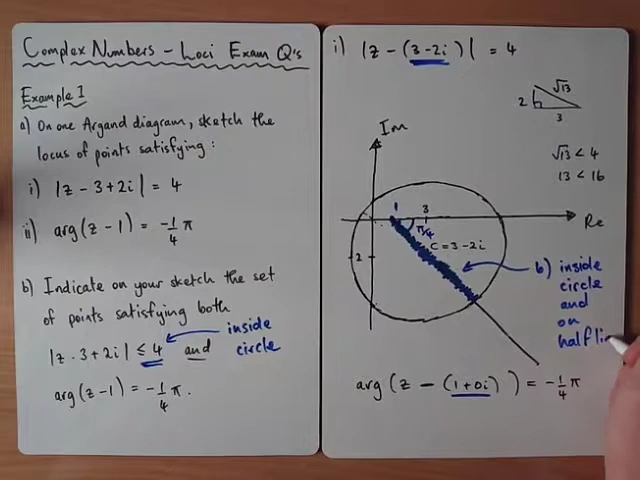 Complex Numbers - Loci Exam Q's
Example 1
a) On one Argand diagram, sketch the
locus of points satisfying:
i) |z - 3 + 2i| = 4
ii) arg(z - 1) = -1/4 π
b) Indicate on your sketch the set
of points satisfying both
|z - 3 + 2i| ≤ 4 and
inside
circle
arg(z - 1) = -1/4 π.
i) |z - (3 - 2i)| = 4
√13
2
3
√13 < 4
13 < 16
Im
1
3
Re
π/4
C = 3 - 2i
2
b) inside
circle
and
on
half lin
arg(z - (1 + 0i)) = -1/4 π